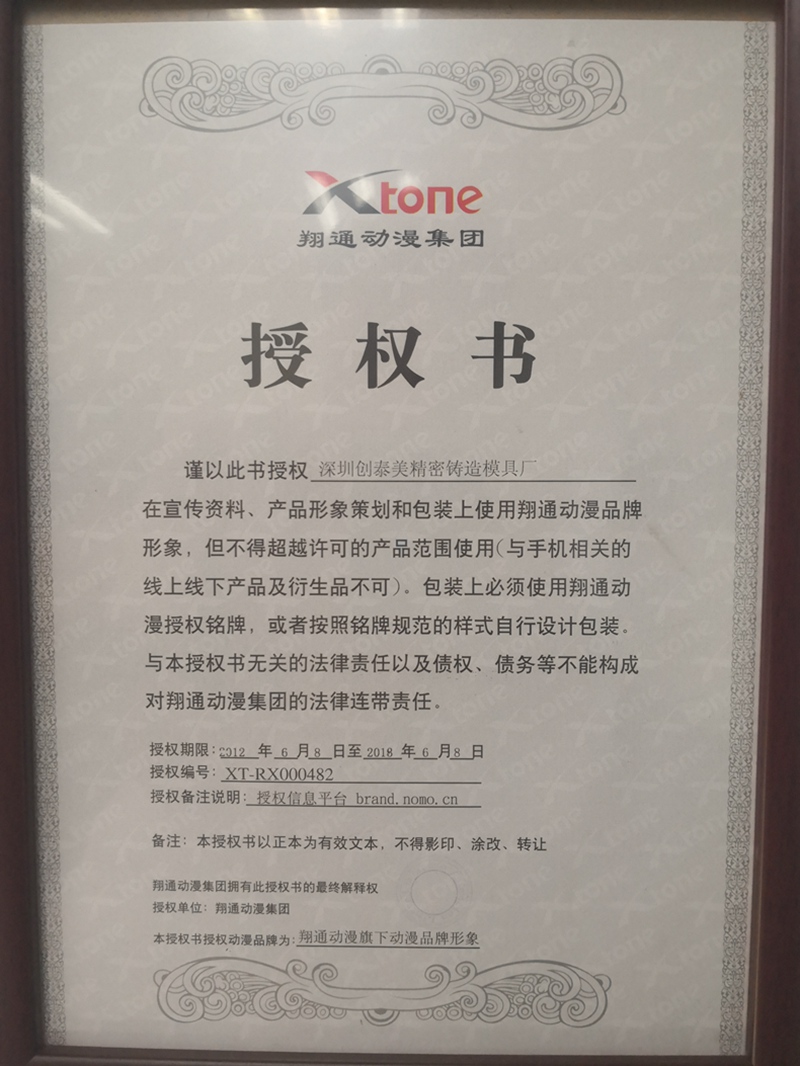 Xtone
翔通动漫集团
授权书
谨以此书授权 深圳创泰美精密铸造模具厂
在宣传资料、产品形象策划和包装上使用翔通动漫品牌
形象，但不得超越许可的产品范围使用（与手机相关的
线上线下产品及衍生品不可）。包装上必须使用翔通动
漫授权铭牌，或者按照铭牌规范的样式自行设计包装。
与本授权书无关的法律责任以及债权、债务等不能构成
对翔通动漫集团的法律连带责任。
授权期限：2012 年 6 月 8 日至 2018 年 6 月 8 日
授权编号：XT-RX000482
授权备注说明：授权信息平台 brand.nomo.cn
备注：本授权书以正本为有效文本，不得影印、涂改、转让
翔通动漫集团拥有此授权书的最终解释权
授权单位：翔通动漫集团
本授权书授权动漫品牌为：翔通动漫旗下动漫品牌形象